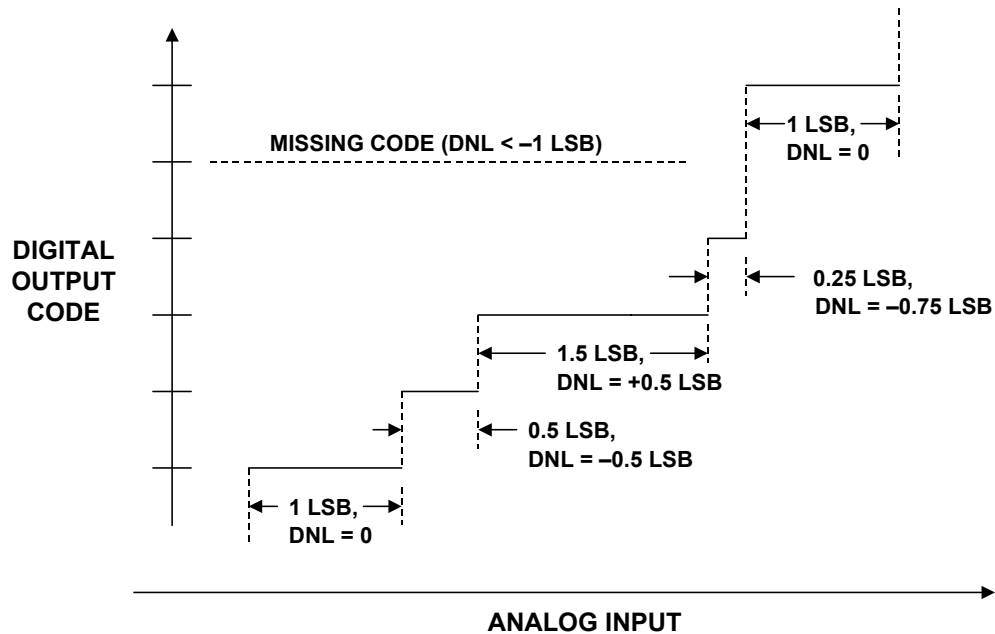 MISSING CODE (DNL < –1 LSB)
1 LSB,
DNL = 0
DIGITAL
OUTPUT
CODE
0.25 LSB,
DNL = –0.75 LSB
1.5 LSB,
DNL = +0.5 LSB
0.5 LSB,
DNL = –0.5 LSB
1 LSB,
DNL = 0
ANALOG INPUT